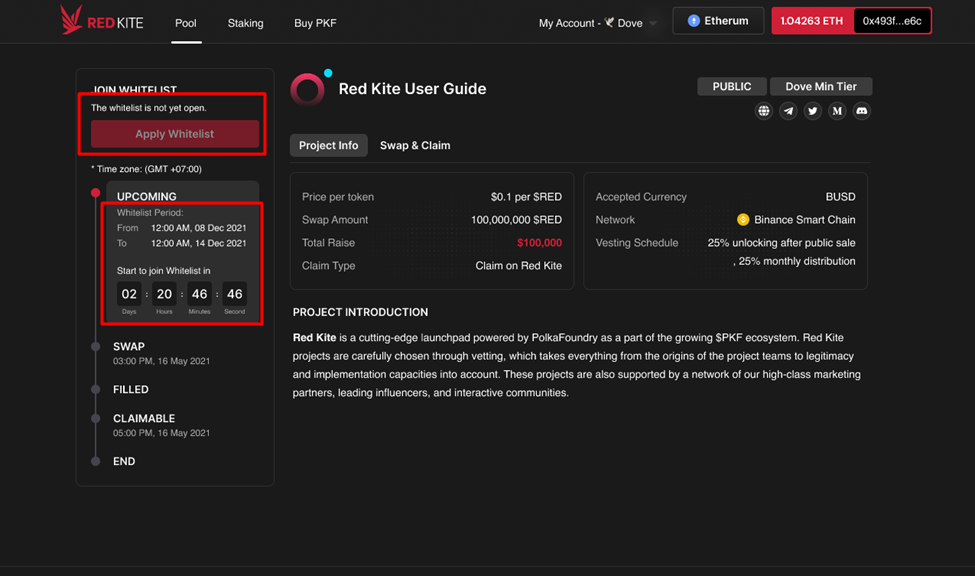 REDKITE
Pool
Staking
Buy PKF
My Account - Dove
Etherum
1.04263 ETH
0x493f...e6c
JOIN WHITELIST
The whitelist is not yet open.
Apply Whitelist
* Time zone: (GMT +07:00)
UPCOMING
Whitelist Period:
From 12:00 AM, 08 Dec 2021
To 12:00 AM, 14 Dec 2021
Start to join Whitelist in
02 : 20 : 46 : 46
Days Hours Minutes Second
SWAP
03:00 PM, 16 May 2021
FILLED
CLAIMABLE
05:00 PM, 16 May 2021
END
Red Kite User Guide
PUBLIC
Dove Min Tier
M
Project Info
Swap & Claim
Price per token $0.1 per $RED
Swap Amount 100,000,000 $RED
Total Raise $100,000
Claim Type Claim on Red Kite
Accepted Currency BUSD
Network Binance Smart Chain
Vesting Schedule 25% unlocking after public sale
, 25% monthly distribution
PROJECT INTRODUCTION
Red Kite is a cutting-edge launchpad powered by PolkaFoundry as a part of the growing $PKF ecosystem. Red Kite
projects are carefully chosen through vetting, which takes everything from the origins of the project teams to legitimacy
and implementation capacities into account. These projects are also supported by a network of our high-class marketing
partners, leading influencers, and interactive communities.